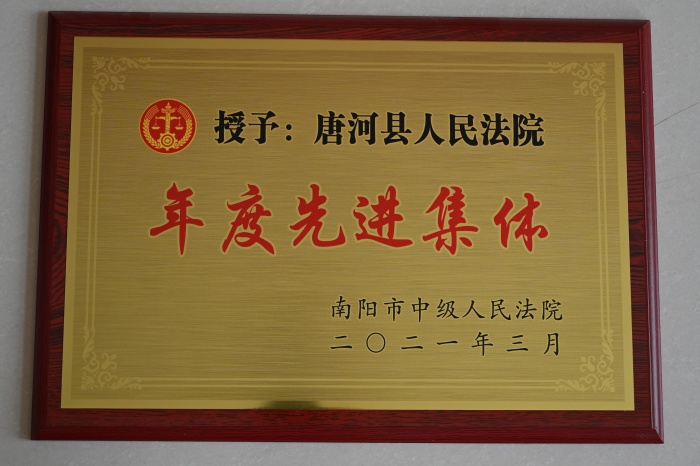 授予：唐河县人民法院
年度先进集体
南阳市中级人民法院
二〇二一年三月